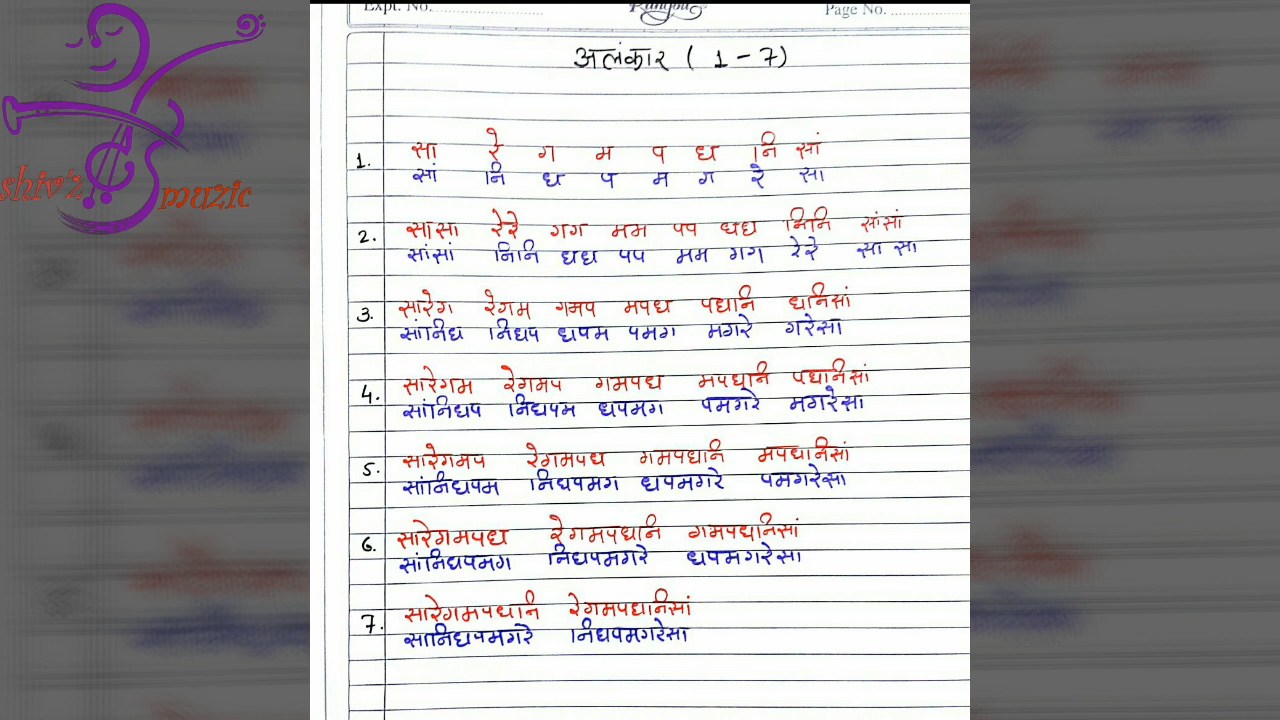 Expt. No.
Page No.
अलंकार ( 1 - 7 )
1. सा रे ग म प ध नि सां
सां नि ध प म ग रे सा
2. सासा रेरे गग मम पप धध निनि सांसां
सांसां निनि धध पप मम गग रेरे सा सा
3. सारेग रेगम गमप मपध पधनि धनिसां
सांनिध निधप धपम पमग मगरे गरेसा
4. सारेगम रेगमप गमपध मपधनि पधनिसां
सांनिधप निधपम धपमग पमगरे मगरेसा
5. सारेगमप रेगमपध गमपधनि मपधनिसां
सांनिधपम निधपमग धपमगरे पमगरेसा
6. सारेगमपध रेगमपधनि गमपधनिसां
सांनिधपमग निधपमगरे धपमगरेसा
7. सारेगमपधनि रेगमपधनिसां
सांनिधपमगरे निधपमगरेसा
shiv'z
muzic